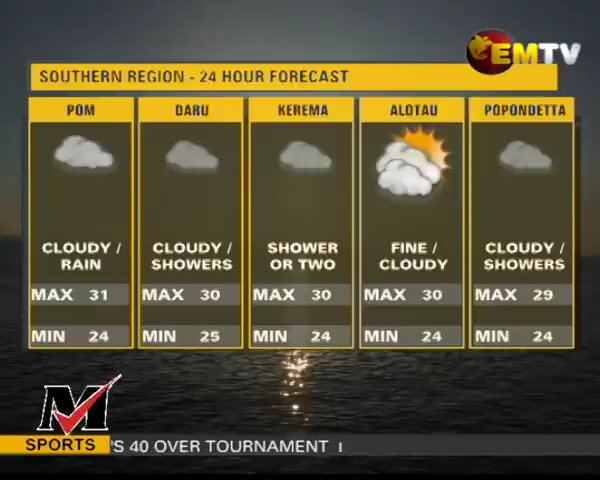 EMTV
SOUTHERN REGION - 24 HOUR FORECAST
POM
CLOUDY /
RAIN
MAX 31
MIN 24
DARU
CLOUDY /
SHOWERS
MAX 30
MIN 25
KEREMA
SHOWER
OR TWO
MAX 30
MIN 24
ALOTAU
FINE /
CLOUDY
MAX 30
MIN 24
POPONDETTA
CLOUDY /
SHOWERS
MAX 29
MIN 24
M
SPORTS
'S 40 OVER TOURNAMENT I